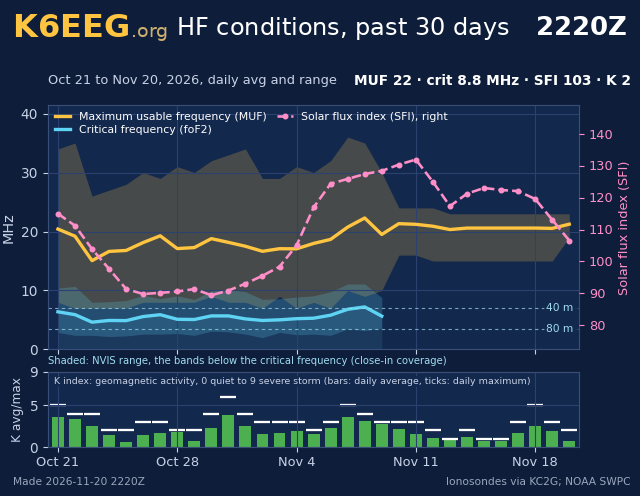 K6EEG.org HF conditions, past 30 days 2220Z
Oct 21 to Nov 20, 2026, daily avg and range MUF 22 · crit 8.8 MHz · SFI 103 · K 2
Maximum usable frequency (MUF) Solar flux index (SFI), right
Critical frequency (foF2)
40
30
20
10
0
MHz
140
130
120
110
100
90
80
Solar flux index (SFI)
40 m
80 m
Shaded: NVIS range, the bands below the critical frequency (close-in coverage)
K index: geomagnetic activity, 0 quiet to 9 severe storm (bars: daily average, ticks: daily maximum)
9
5
0
K avg/max
Oct 21 Oct 28 Nov 4 Nov 11 Nov 18
Made 2026-11-20 2220Z Ionosondes via KC2G; NOAA SWPC